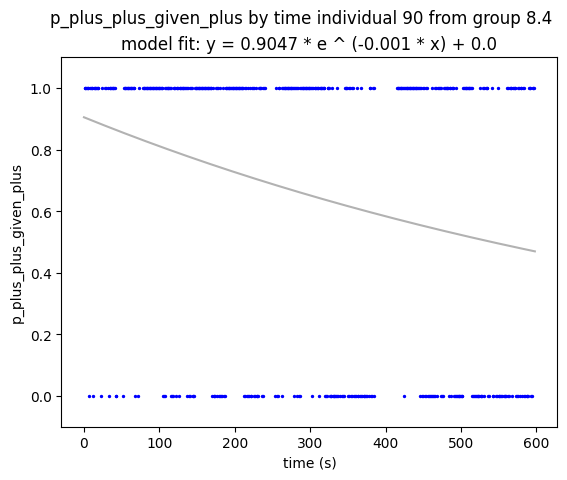 p_plus_plus_given_plus by time individual 90 from group 8.4
model fit: y = 0.9047 * e ^ (-0.001 * x) + 0.0
p_plus_plus_given_plus
1.0
0.8
0.6
0.4
0.2
0.0
0 100 200 300 400 500 600
time (s)